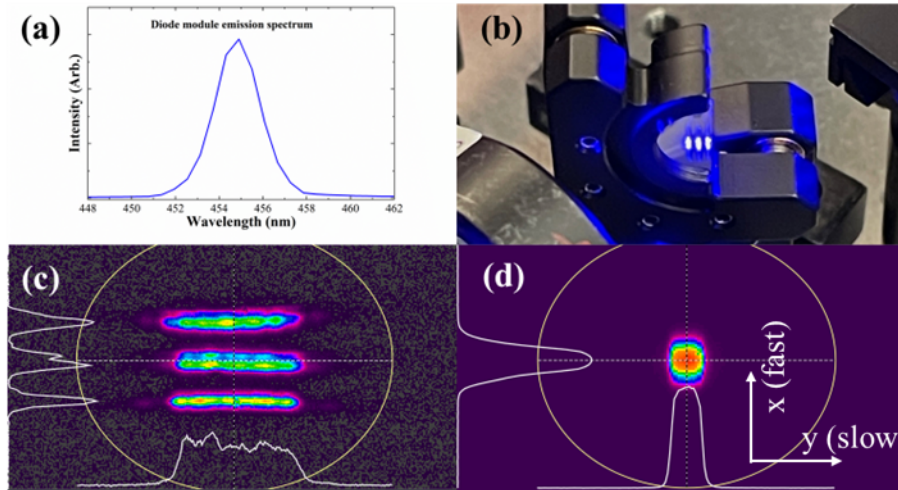 (a)
Diode module emission spectrum
Intensity (Arb.)
448 450 452 454 456 458 460 462
Wavelength (nm)
(b)
(c)
(d)
x (fast)
y (slow